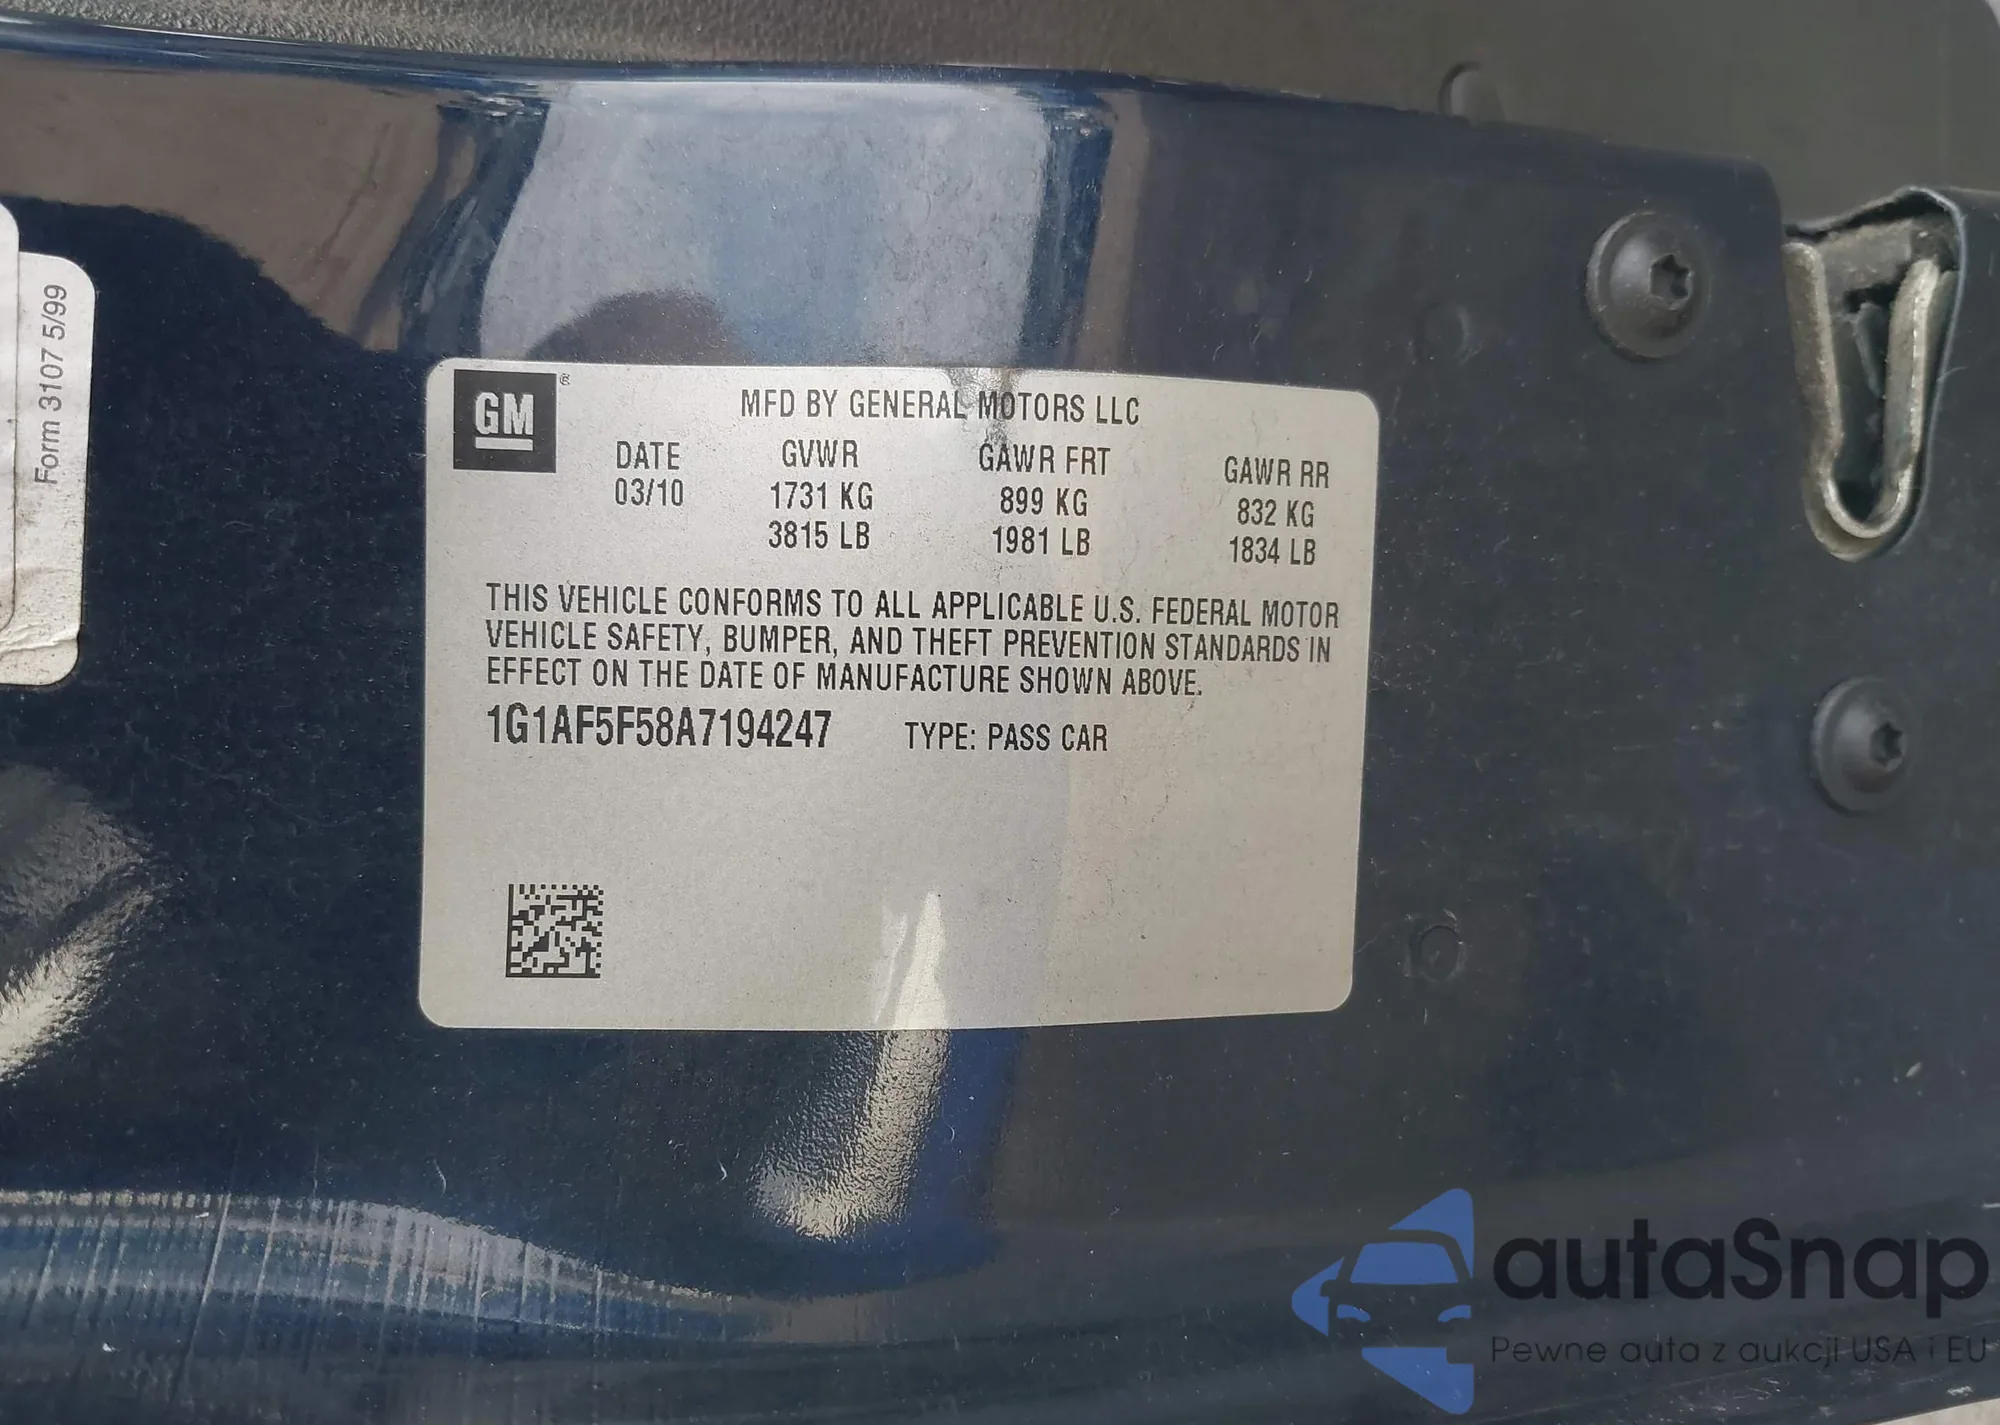 Form 3107 5/99
GM
MFD BY GENERAL MOTORS LLC
DATE GVWR GAWR FRT GAWR RR
03/10 1731 KG 899 KG 832 KG
3815 LB 1981 LB 1834 LB
THIS VEHICLE CONFORMS TO ALL APPLICABLE U.S. FEDERAL MOTOR
VEHICLE SAFETY, BUMPER, AND THEFT PREVENTION STANDARDS IN
EFFECT ON THE DATE OF MANUFACTURE SHOWN ABOVE.
1G1AF5F58A7194247 TYPE: PASS CAR
autaSnap
Pewne auta z aukcji USA i EU